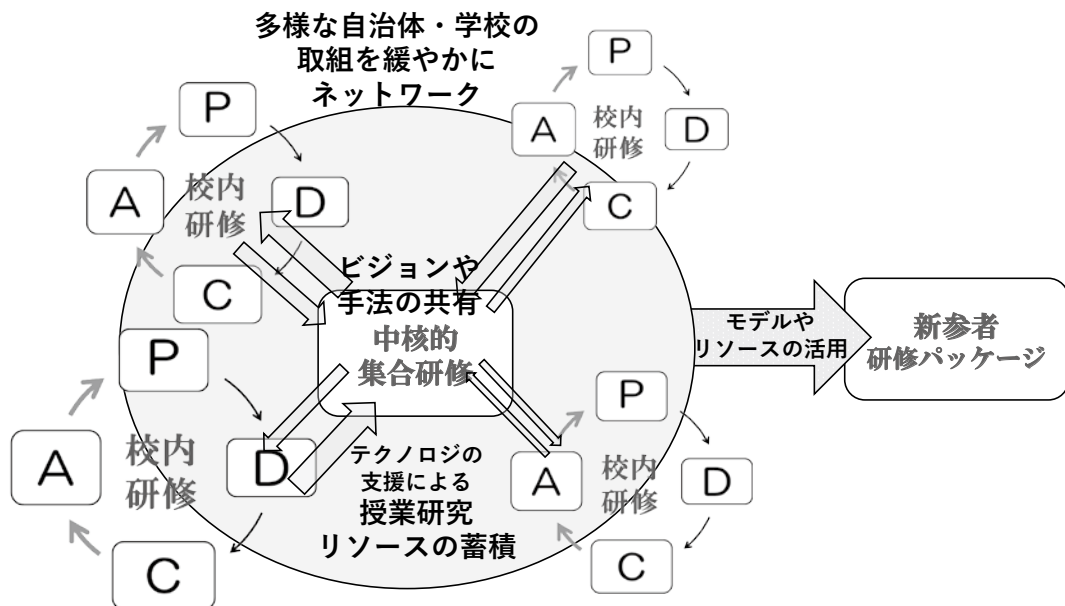 多様な自治体・学校の
取組を緩やかに
ネットワーク
P
A
校内
研修
D
C
P
A
校内
研修
D
C
ビジョンや
手法の共有
中核的
集合研修
モデルや
リソースの活用
新参者
研修パッケージ
P
A
校内
研修
D
C
テクノロジの
支援による
授業研究
リソースの蓄積
P
A
校内
研修
D
C